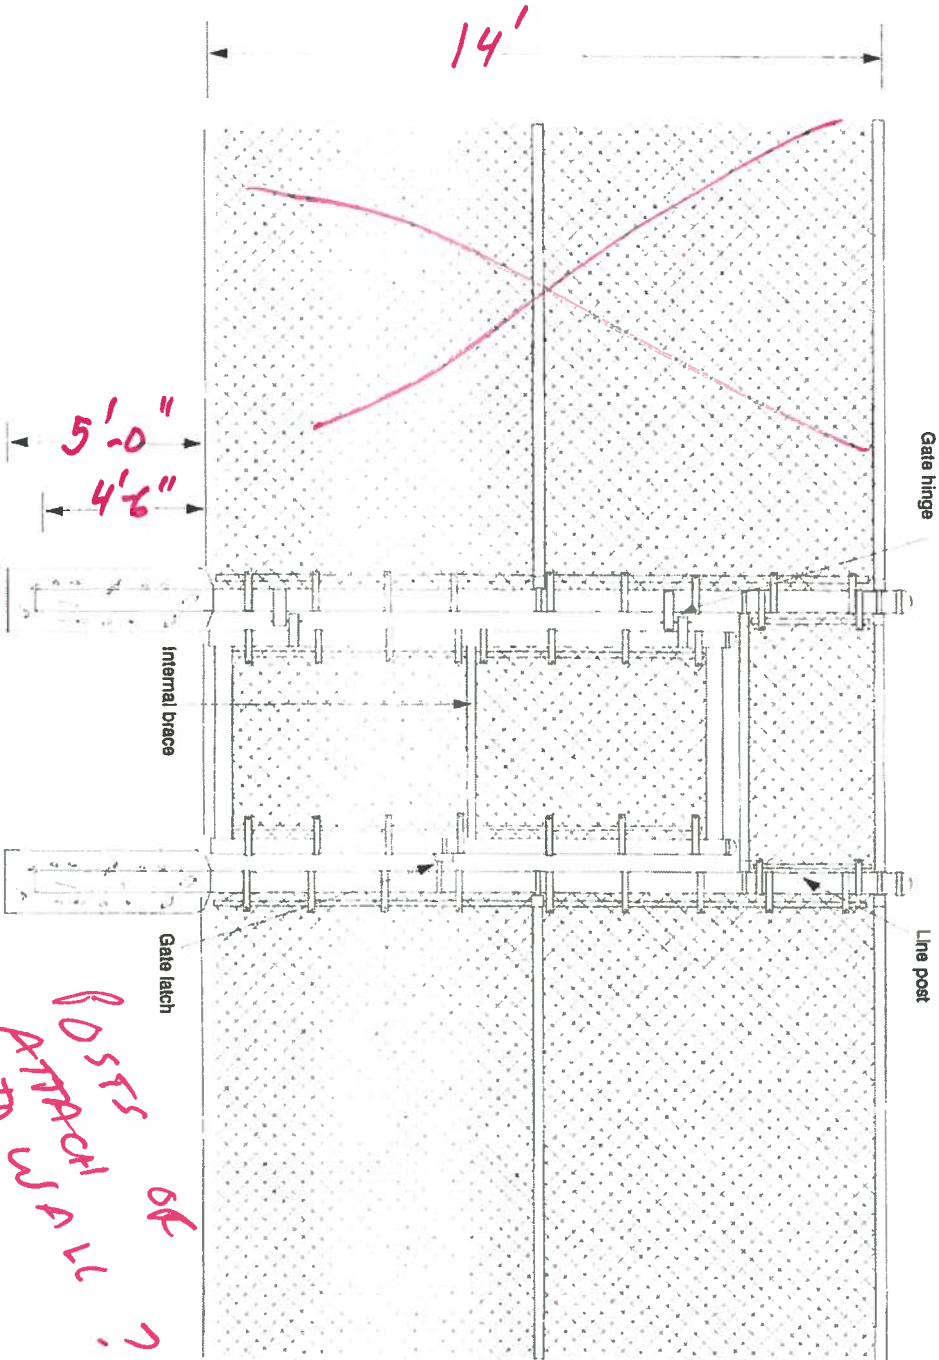 14'
5'-0"
4'-6"
Gate hinge
Internal brace
Gate latch
Line post
POSTS OR
ATTACH
TO WALL ?